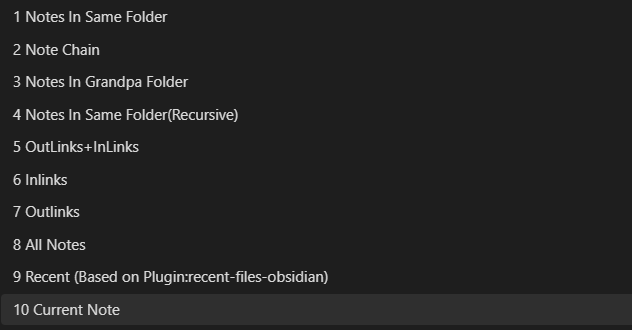 1 Notes In Same Folder
2 Note Chain
3 Notes In Grandpa Folder
4 Notes In Same Folder(Recursive)
5 OutLinks+InLinks
6 Inlinks
7 Outlinks
8 All Notes
9 Recent (Based on Plugin:recent-files-obsidian)
10 Current Note